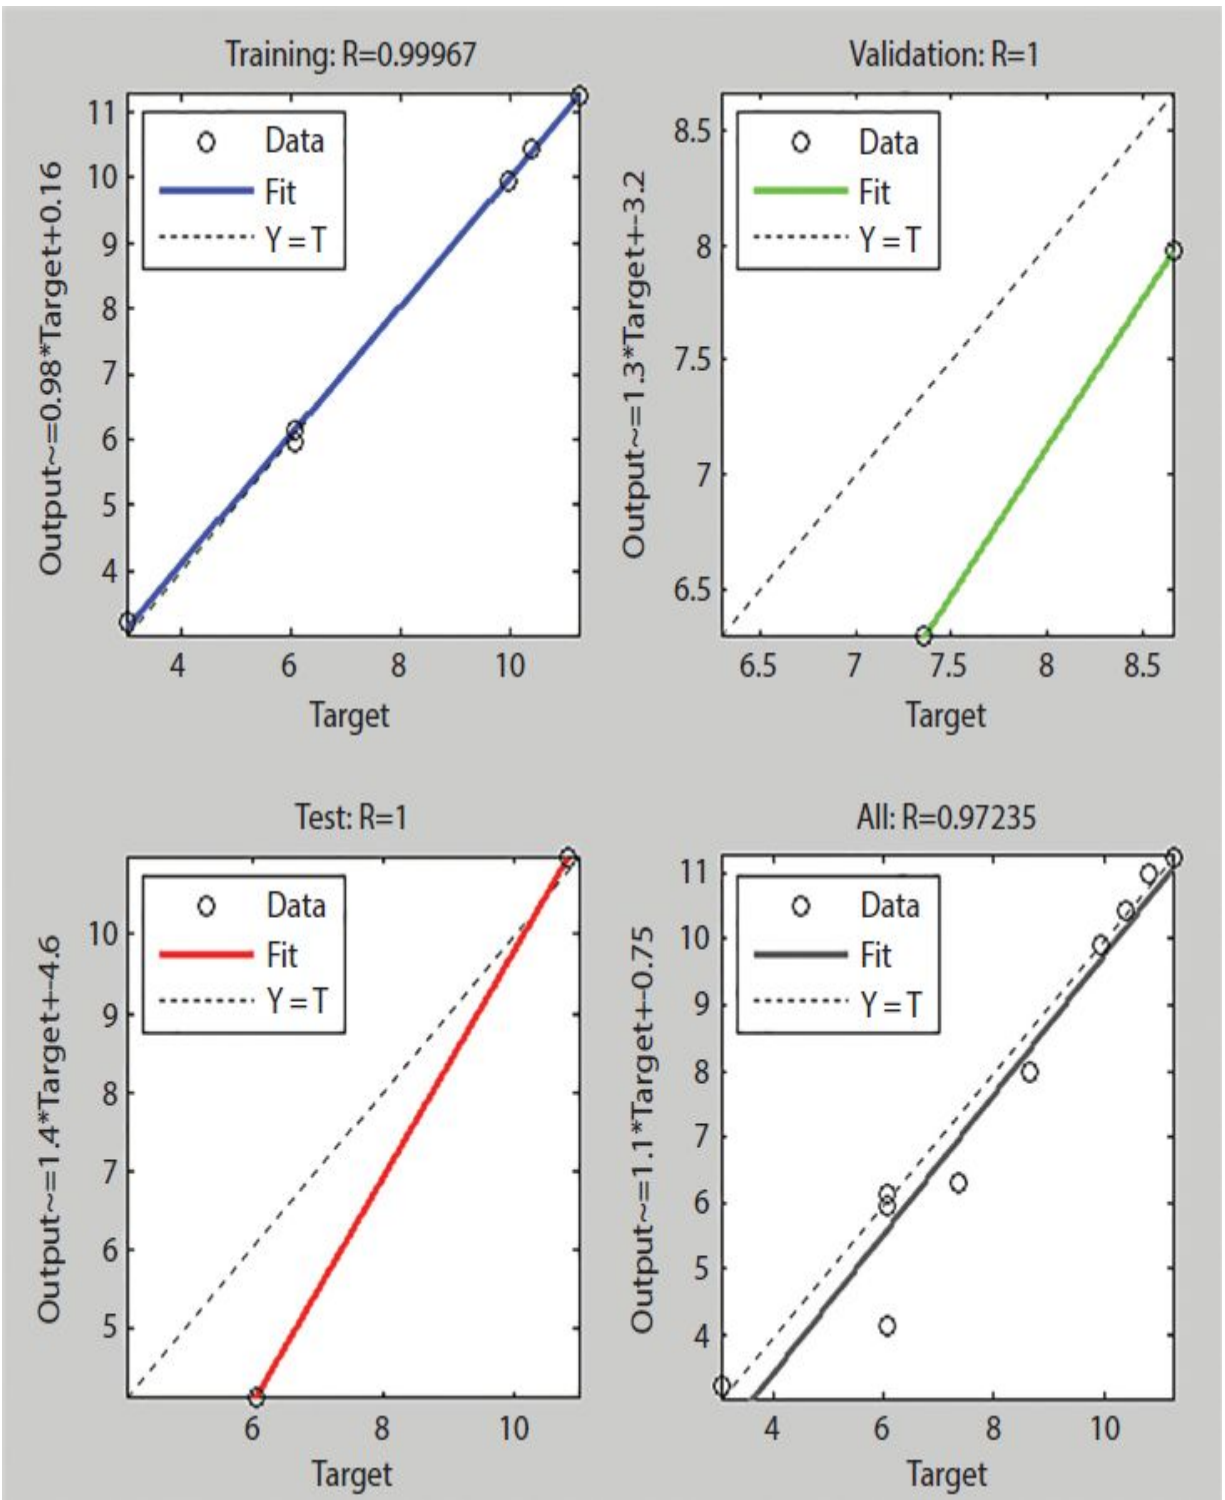 Training: R=0.99967
Output~=0.98*Target+0.16
11
10
9
8
7
6
5
4
Data
Fit
Y = T
4 6 8 10
Target
Validation: R=1
Output~=1.3*Target+-3.2
8.5
8
7.5
7
6.5
Data
Fit
Y = T
6.5 7 7.5 8 8.5
Target
Test: R=1
Output~=1.4*Target+-4.6
10
9
8
7
6
5
Data
Fit
Y = T
6 8 10
Target
All: R=0.97235
Output~=1.1*Target+-0.75
11
10
9
8
7
6
5
4
Data
Fit
Y = T
4 6 8 10
Target